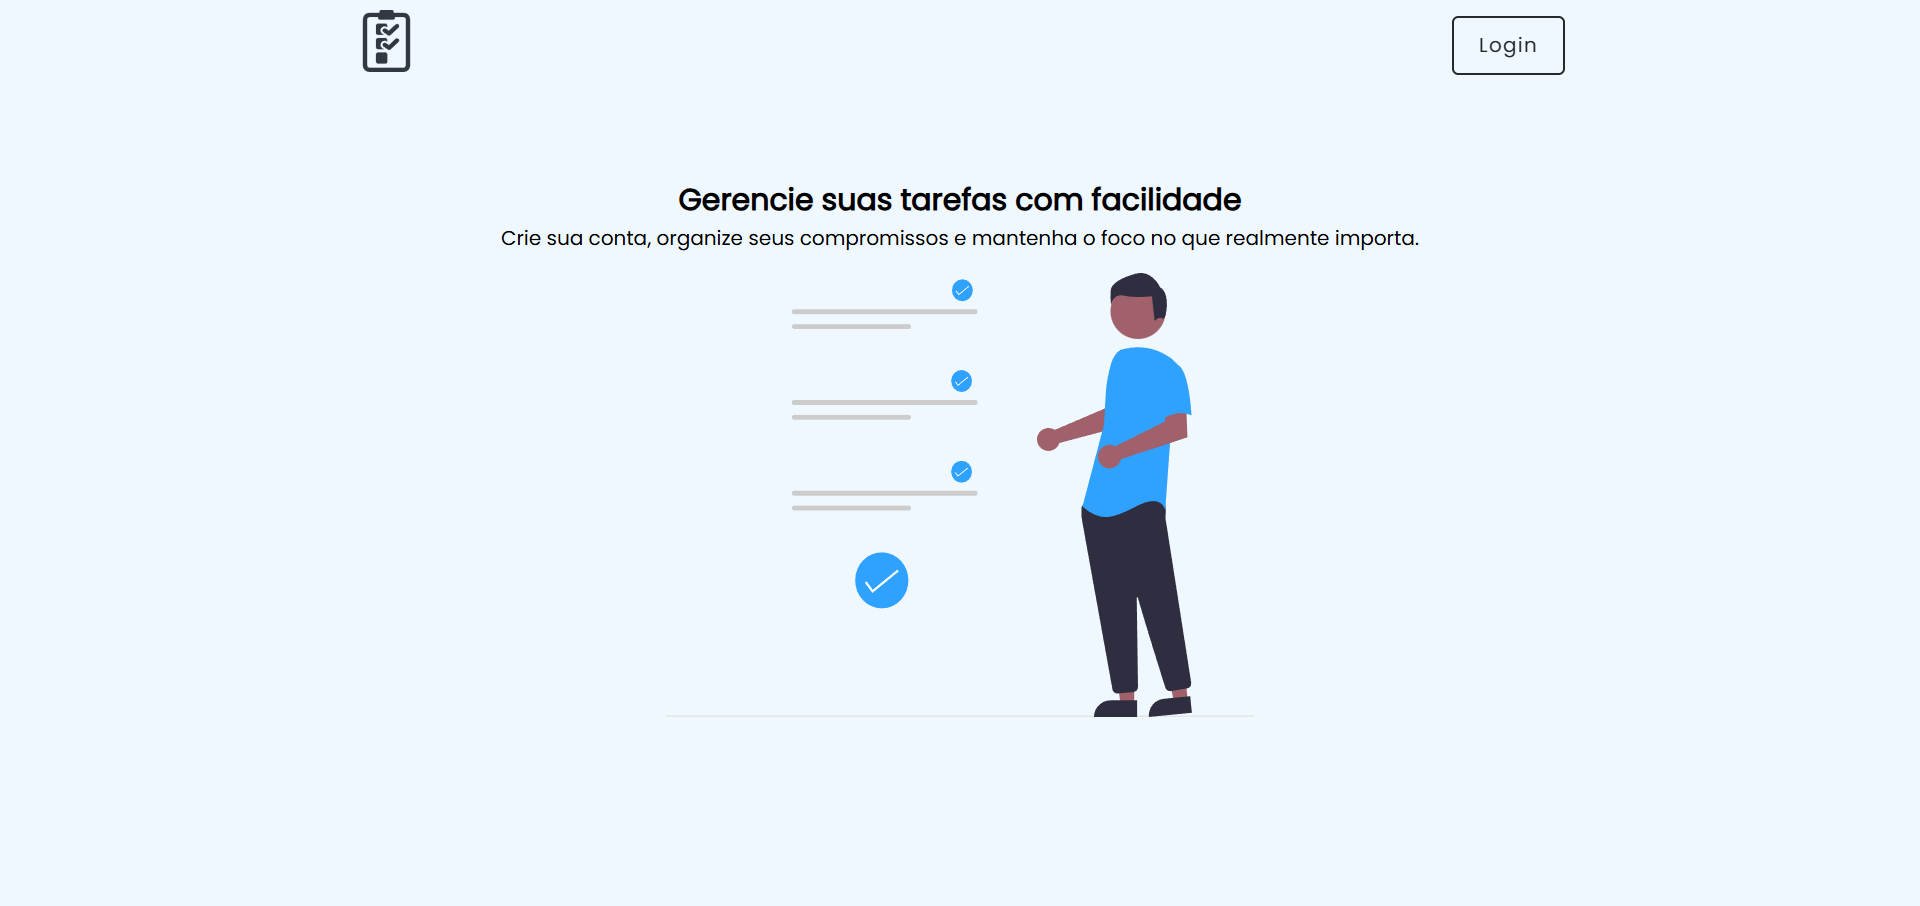 Login
Gerencie suas tarefas com facilidade
Crie sua conta, organize seus compromissos e mantenha o foco no que realmente importa.